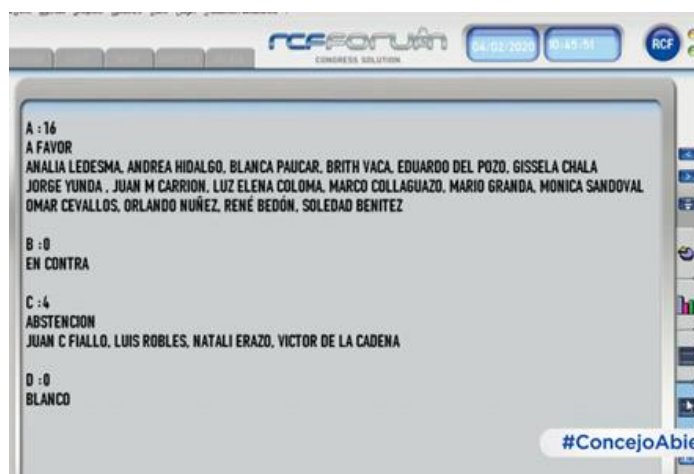 RCF FORUM
CONGRESS SOLUTION
04/02/2020 10:45:51 RCF
A :16
A FAVOR
ANALIA LEDESMA, ANDREA HIDALGO, BLANCA PAUCAR, BRITH VACA, EDUARDO DEL POZO, GISSELA CHALA
JORGE YUNDA , JUAN M CARRION, LUZ ELENA COLOMA, MARCO COLLAGUAZO, MARIO GRANDA, MONICA SANDOVAL
OMAR CEVALLOS, ORLANDO NUÑEZ, RENÉ BEDÓN, SOLEDAD BENITEZ
B :0
EN CONTRA
C :4
ABSTENCION
JUAN C FIALLO, LUIS ROBLES, NATALI ERAZO, VICTOR DE LA CADENA
D :0
BLANCO
#ConcejoAbie